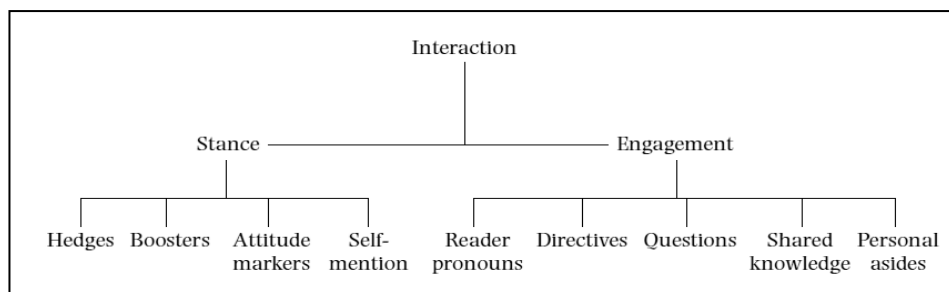 Interaction
Stance Engagement
Hedges Boosters Attitude Self- Reader Directives Questions Shared Personal
markers mention pronouns knowledge asides